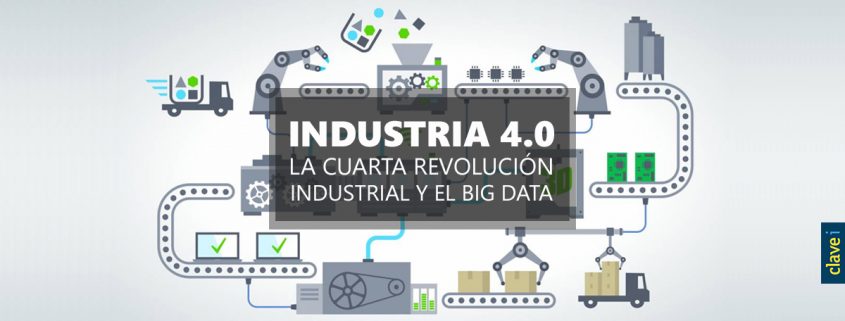 INDUSTRIA 4.0
LA CUARTA REVOLUCIÓN
INDUSTRIAL Y EL BIG DATA
clave i